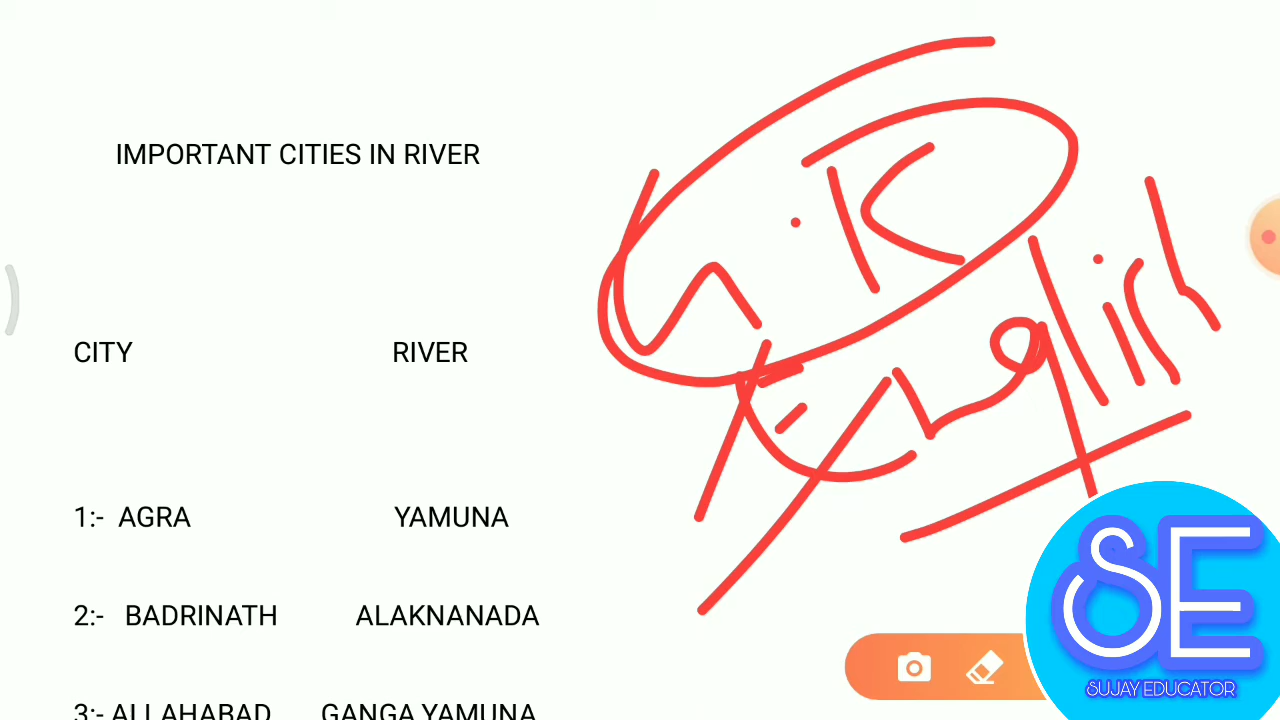 IMPORTANT CITIES IN RIVER
CITY RIVER
1:- AGRA YAMUNA
2:- BADRINATH ALAKNANADA
3:- ALLAHABAD GANGA YAMUNA
G.K
English
SE
SUJAY EDUCATOR